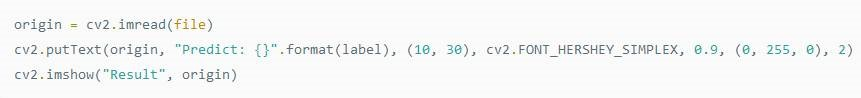 origin = cv2.imread(file)
cv2.putText(origin, "Predict: {}".format(label), (10, 30), cv2.FONT_HERSHEY_SIMPLEX, 0.9, (0, 255, 0), 2)
cv2.imshow("Result", origin)